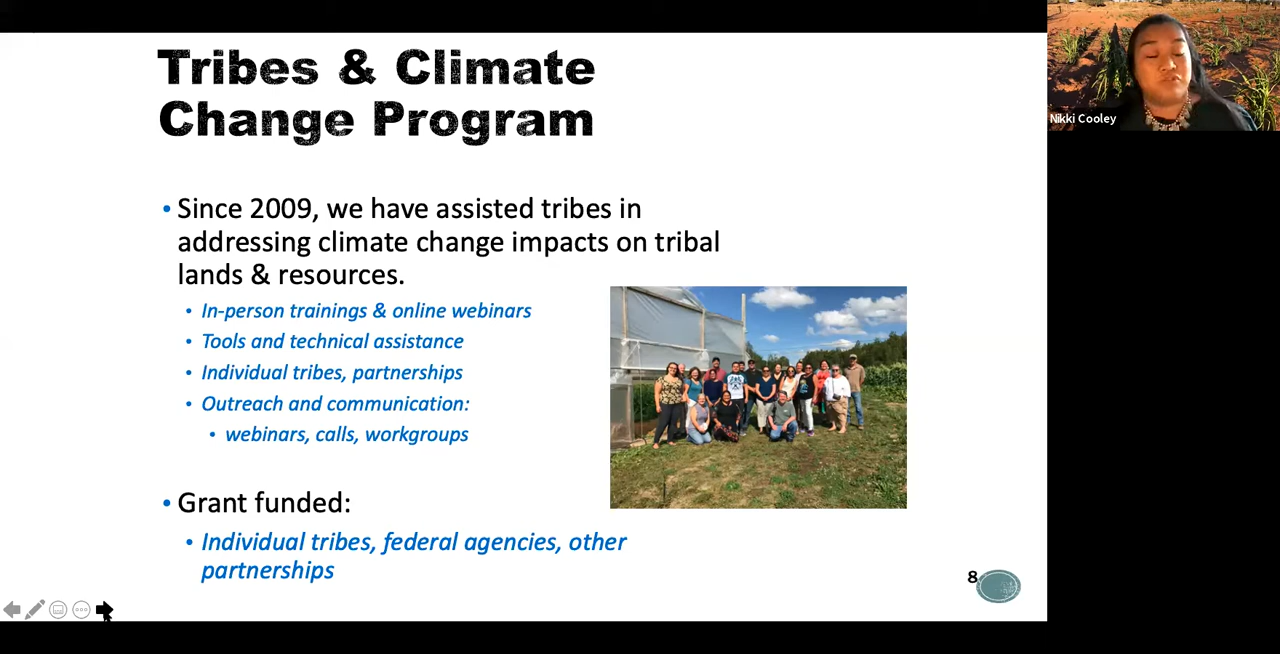 Tribes & Climate
Change Program
• Since 2009, we have assisted tribes in
addressing climate change impacts on tribal
lands & resources.
• In-person trainings & online webinars
• Tools and technical assistance
• Individual tribes, partnerships
• Outreach and communication:
• webinars, calls, workgroups
• Grant funded:
• Individual tribes, federal agencies, other
partnerships
8
Nikki Cooley